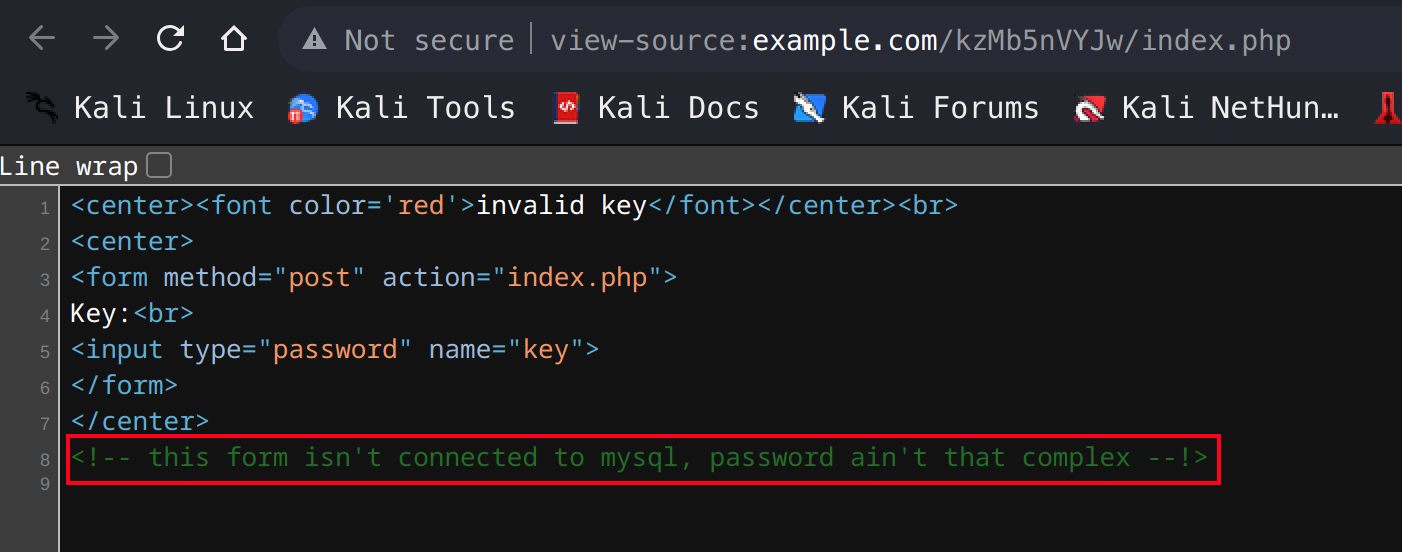 Not secure view-source:example.com/kzMb5nVYJw/index.php
Kali Linux Kali Tools Kali Docs Kali Forums Kali NetHun…
Line wrap
1 <center><font color='red'>invalid key</font></center><br>
2 <center>
3 <form method="post" action="index.php">
4 Key:<br>
5 <input type="password" name="key">
6 </form>
7 </center>
8 <!-- this form isn't connected to mysql, password ain't that complex --!>
9